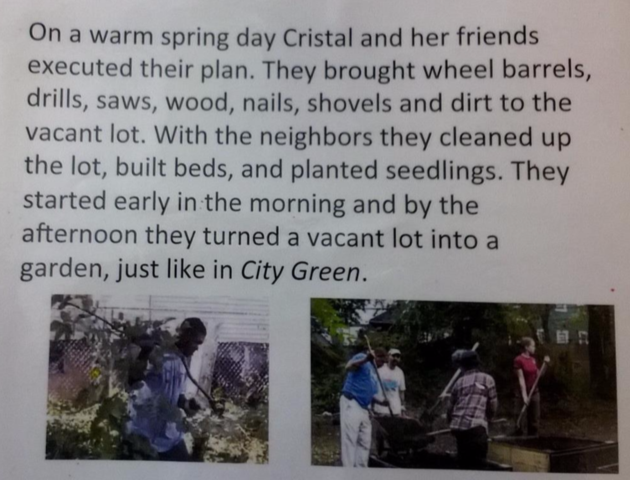 On a warm spring day Cristal and her friends
executed their plan. They brought wheel barrels,
drills, saws, wood, nails, shovels and dirt to the
vacant lot. With the neighbors they cleaned up
the lot, built beds, and planted seedlings. They
started early in the morning and by the
afternoon they turned a vacant lot into a
garden, just like in City Green.